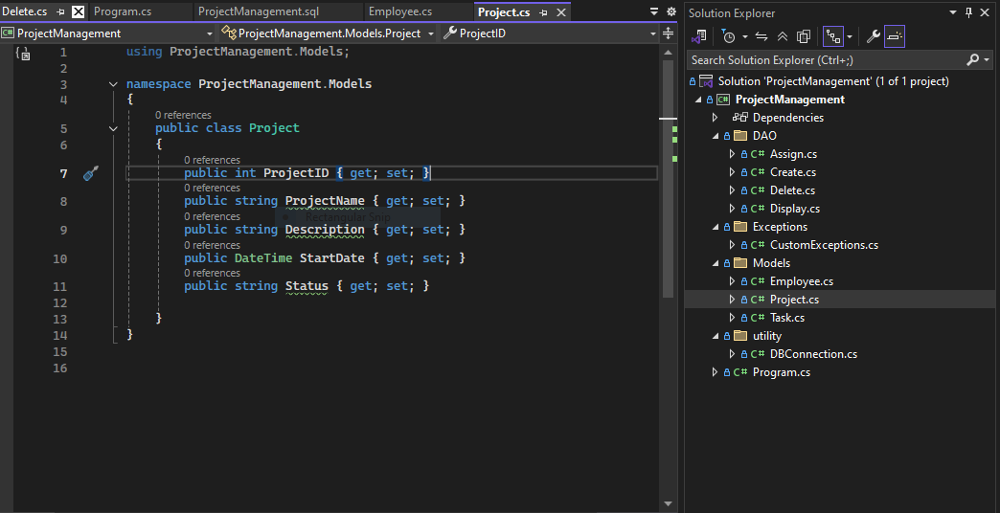 Delete.cs
Program.cs
ProjectManagement.sql
Employee.cs
Project.cs
ProjectManagement
ProjectManagement.Models.Project
ProjectID
1 using ProjectManagement.Models;
2
3 namespace ProjectManagement.Models
4 {
0 references
5 public class Project
6 {
0 references
7 public int ProjectID { get; set; }
0 references
8 public string ProjectName { get; set; }
Rectangular Snip
0 references
9 public string Description { get; set; }
0 references
10 public DateTime StartDate { get; set; }
0 references
11 public string Status { get; set; }
12
13 }
14 }
15
16
Solution Explorer
Search Solution Explorer (Ctrl+;)
Solution 'ProjectManagement' (1 of 1 project)
C# ProjectManagement
Dependencies
DAO
C# Assign.cs
C# Create.cs
C# Delete.cs
C# Display.cs
Exceptions
C# CustomExceptions.cs
Models
C# Employee.cs
C# Project.cs
C# Task.cs
utility
C# DBConnection.cs
C# Program.cs